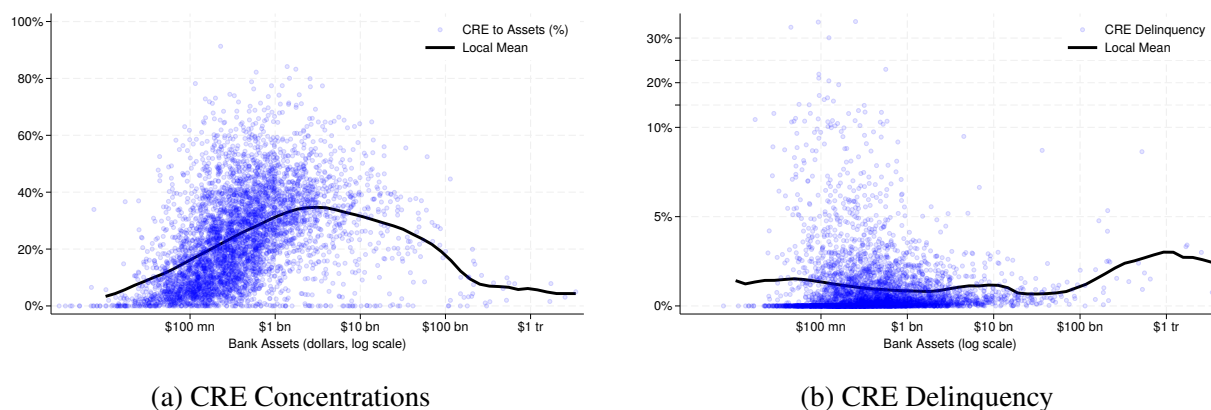 100%
80%
60%
40%
20%
0%
CRE to Assets (%)
Local Mean
$100 mn $1 bn $10 bn $100 bn $1 tr
Bank Assets (dollars, log scale)
(a) CRE Concentrations
30%
20%
10%
5%
0%
CRE Delinquency
Local Mean
$100 mn $1 bn $10 bn $100 bn $1 tr
Bank Assets (log scale)
(b) CRE Delinquency